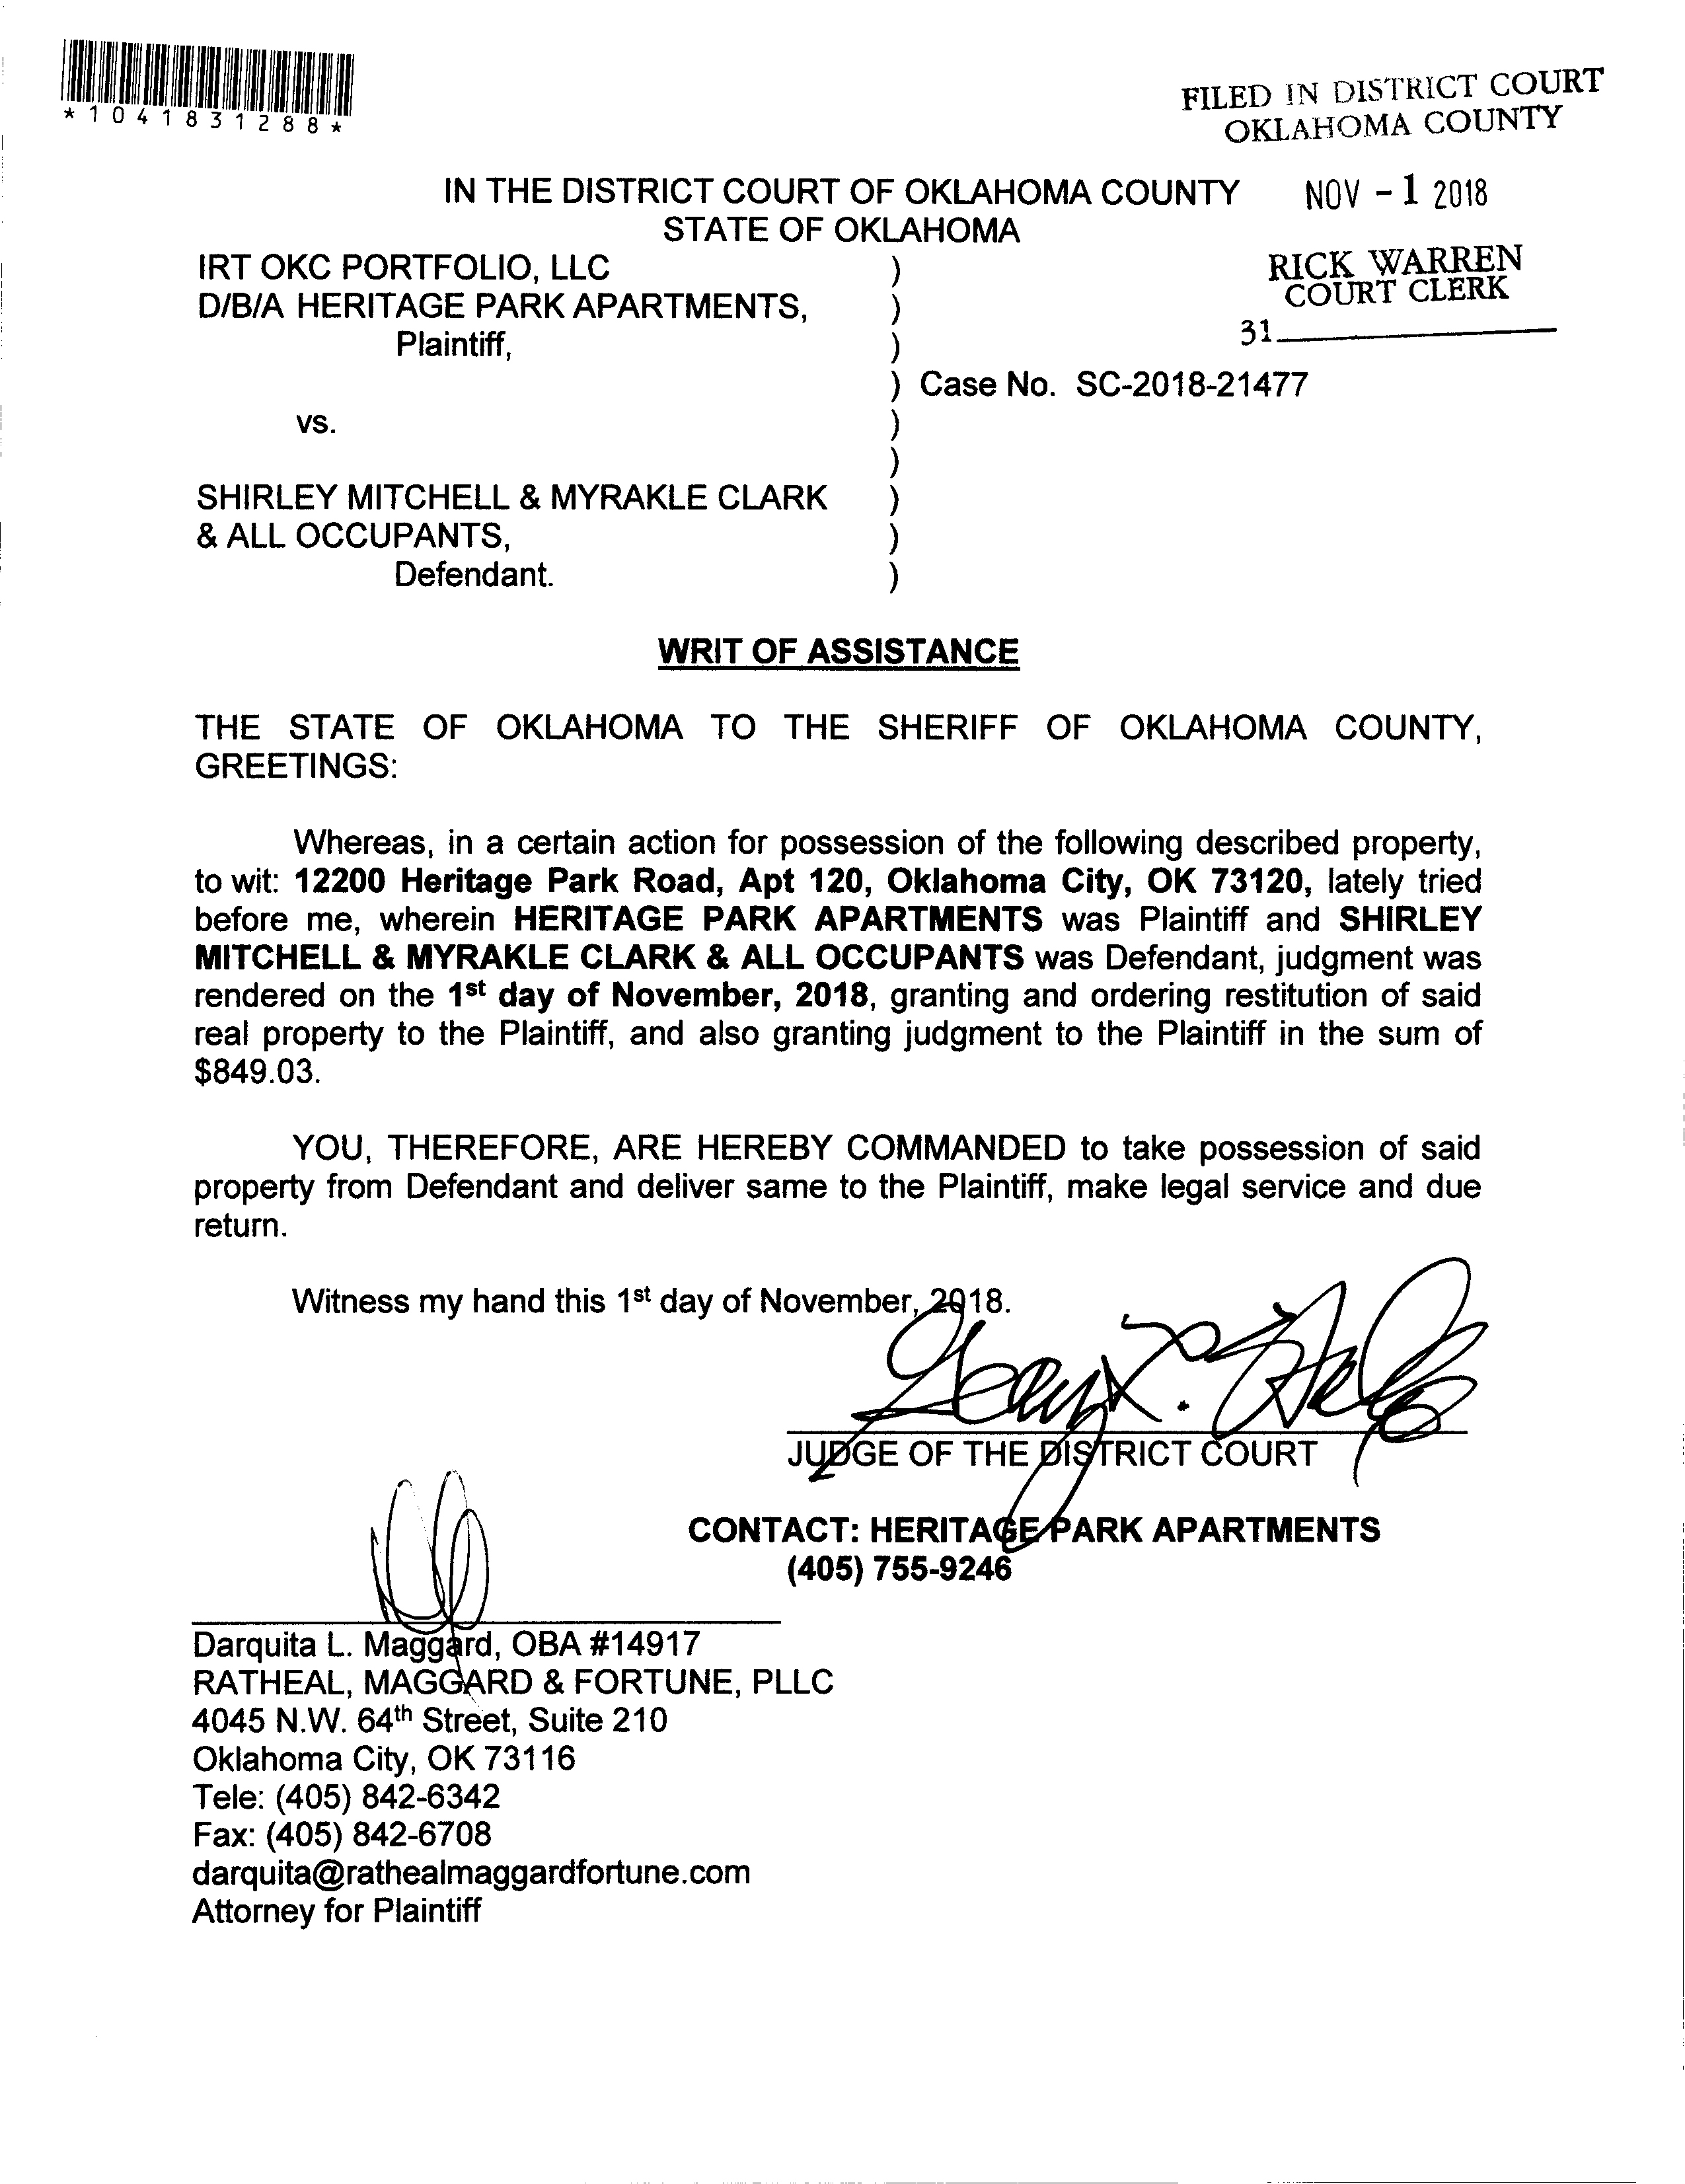 *1041831288*
FILED IN DISTRICT COURT
OKLAHOMA COUNTY
IN THE DISTRICT COURT OF OKLAHOMA COUNTY NOV - 1 2018
STATE OF OKLAHOMA
IRT OKC PORTFOLIO, LLC ) RICK WARREN
D/B/A HERITAGE PARK APARTMENTS, ) COURT CLERK
Plaintiff, ) 31
) Case No. SC-2018-21477
vs. )
)
SHIRLEY MITCHELL & MYRAKLE CLARK )
& ALL OCCUPANTS, )
Defendant. )
WRIT OF ASSISTANCE
THE STATE OF OKLAHOMA TO THE SHERIFF OF OKLAHOMA COUNTY,
GREETINGS:
Whereas, in a certain action for possession of the following described property,
to wit: 12200 Heritage Park Road, Apt 120, Oklahoma City, OK 73120, lately tried
before me, wherein HERITAGE PARK APARTMENTS was Plaintiff and SHIRLEY
MITCHELL & MYRAKLE CLARK & ALL OCCUPANTS was Defendant, judgment was
rendered on the 1st day of November, 2018, granting and ordering restitution of said
real property to the Plaintiff, and also granting judgment to the Plaintiff in the sum of
$849.03.
YOU, THEREFORE, ARE HEREBY COMMANDED to take possession of said
property from Defendant and deliver same to the Plaintiff, make legal service and due
return.
Witness my hand this 1st day of November, 2018.
JUDGE OF THE DISTRICT COURT
CONTACT: HERITAGE PARK APARTMENTS
(405) 755-9246
Darquita L. Maggard, OBA #14917
RATHEAL, MAGGARD & FORTUNE, PLLC
4045 N.W. 64th Street, Suite 210
Oklahoma City, OK 73116
Tele: (405) 842-6342
Fax: (405) 842-6708
darquita@rathealmaggardfortune.com
Attorney for Plaintiff